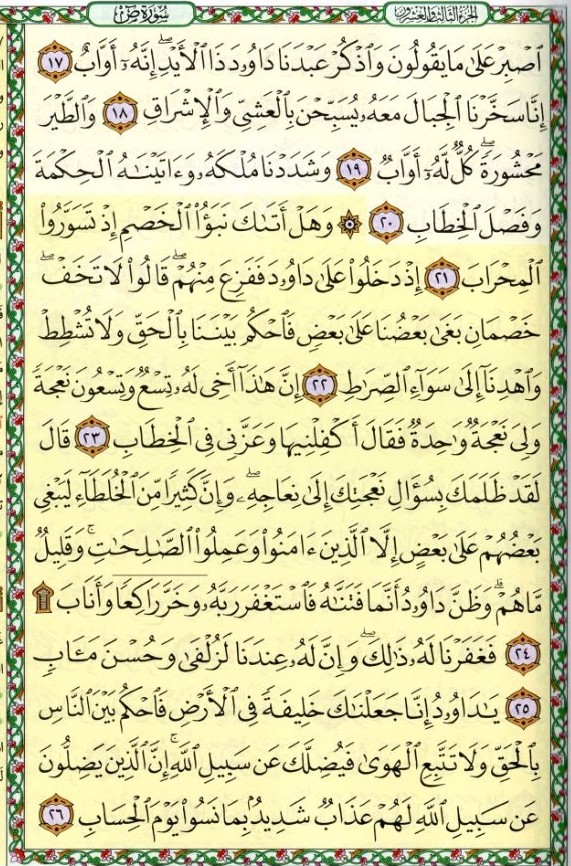 الجزء الثالث والعشرون
سورة ص
ٱصۡبِرۡ عَلَىٰ مَا يَقُولُونَ وَٱذۡكُرۡ عَبۡدَنَا دَاوُۥدَ ذَا ٱلۡأَيۡدِۖ إِنَّهُۥٓ أَوَّابٌ ١٧
إِنَّا سَخَّرۡنَا ٱلۡجِبَالَ مَعَهُۥ يُسَبِّحۡنَ بِٱلۡعَشِيِّ وَٱلۡإِشۡرَاقِ ١٨ وَٱلطَّيۡرَ
مَحۡشُورَةٗۖ كُلّٞ لَّهُۥٓ أَوَّابٞ ١٩ وَشَدَدۡنَا مُلۡكَهُۥ وَءَاتَيۡنَٰهُ ٱلۡحِكۡمَةَ
وَفَصۡلَ ٱلۡخِطَابِ ٢٠ ۞ وَهَلۡ أَتَىٰكَ نَبَؤُاْ ٱلۡخَصۡمِ إِذۡ تَسَوَّرُواْ
ٱلۡمِحۡرَابَ ٢١ إِذۡ دَخَلُواْ عَلَىٰ دَاوُۥدَ فَفَزِعَ مِنۡهُمۡۖ قَالُواْ لَا تَخَفۡۖ
خَصۡمَانِ بَغَىٰ بَعۡضُنَا عَلَىٰ بَعۡضٖ فَٱحۡكُم بَيۡنَنَا بِٱلۡحَقِّ وَلَا تُشۡطِطۡ
وَٱهۡدِنَآ إِلَىٰ سَوَآءِ ٱلصِّرَٰطِ ٢٢ إِنَّ هَٰذَآ أَخِي لَهُۥ تِسۡعٞ وَتِسۡعُونَ نَعۡجَةٗ
وَلِيَ نَعۡجَةٞ وَٰحِدَةٞ فَقَالَ أَكۡفِلۡنِيهَا وَعَزَّنِي فِي ٱلۡخِطَابِ ٢٣ قَالَ
لَقَدۡ ظَلَمَكَ بِسُؤَالِ نَعۡجَتِكَ إِلَىٰ نِعَاجِهِۦۖ وَإِنَّ كَثِيرٗا مِّنَ ٱلۡخُلَطَآءِ لَيَبۡغِي
بَعۡضُهُمۡ عَلَىٰ بَعۡضٍ إِلَّا ٱلَّذِينَ ءَامَنُواْ وَعَمِلُواْ ٱلصَّٰلِحَٰتِ وَقَلِيلٞ
مَّا هُمۡۗ وَظَنَّ دَاوُۥدُ أَنَّمَا فَتَنَّٰهُ فَٱسۡتَغۡفَرَ رَبَّهُۥ وَخَرَّۤ رَاكِعٗاۤ وَأَنَابَ ۩
٢٤ فَغَفَرۡنَا لَهُۥ ذَٰلِكَۖ وَإِنَّ لَهُۥ عِندَنَا لَزُلۡفَىٰ وَحُسۡنَ مَـَٔابٖ
٢٥ يَٰدَاوُۥدُ إِنَّا جَعَلۡنَٰكَ خَلِيفَةٗ فِي ٱلۡأَرۡضِ فَٱحۡكُم بَيۡنَ ٱلنَّاسِ
بِٱلۡحَقِّ وَلَا تَتَّبِعِ ٱلۡهَوَىٰ فَيُضِلَّكَ عَن سَبِيلِ ٱللَّهِۚ إِنَّ ٱلَّذِينَ يَضِلُّونَ
عَن سَبِيلِ ٱللَّهِ لَهُمۡ عَذَابٞ شَدِيدُۢ بِمَا نَسُواْ يَوۡمَ ٱلۡحِسَابِ ٢٦